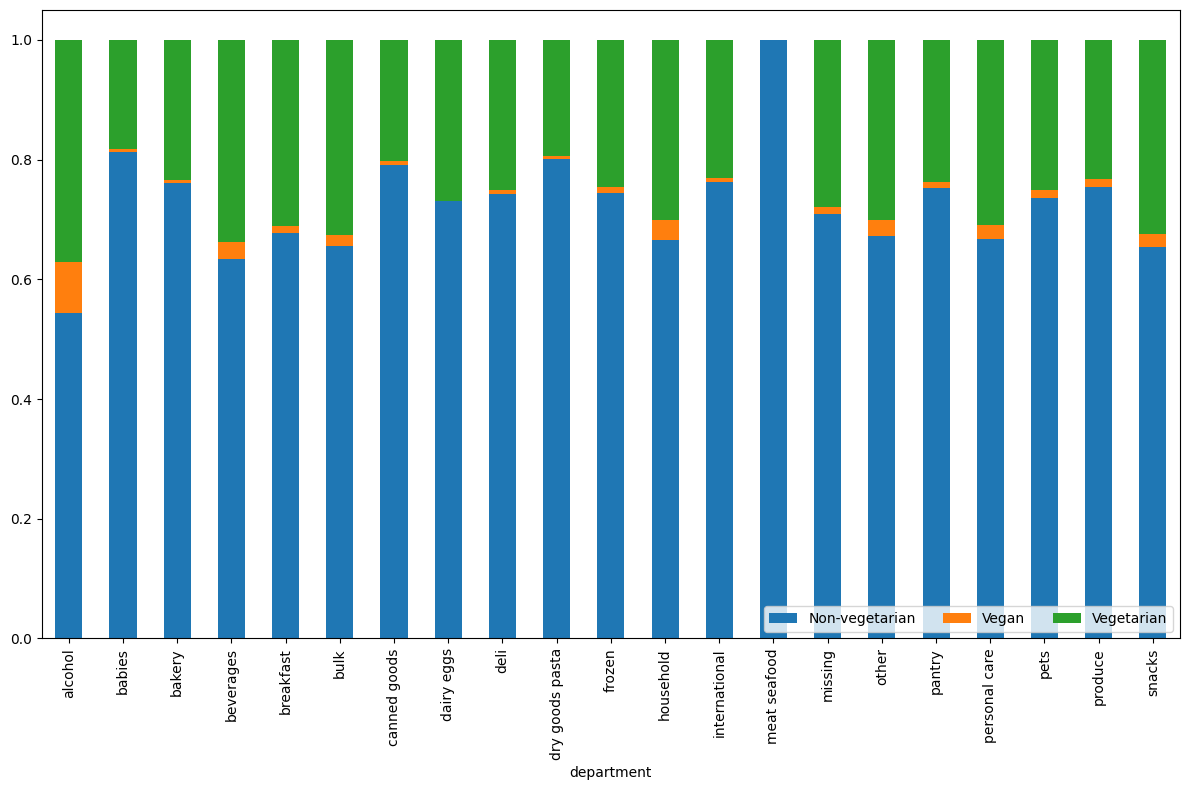 1.0
0.8
0.6
0.4
0.2
0.0
Non-vegetarian Vegan Vegetarian
alcohol
babies
bakery
beverages
breakfast
bulk
canned goods
dairy eggs
deli
dry goods pasta
frozen
household
international
meat seafood
missing
other
pantry
personal care
pets
produce
snacks
department